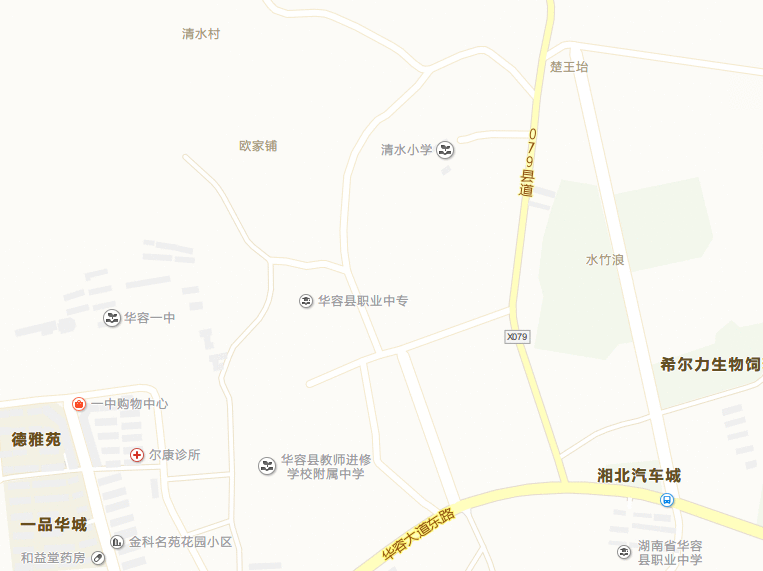 清水村
楚王坮
079县道
欧家铺
清水小学
水竹浪
华容县职业中专
华容一中
X079
希尔力生物饲
一中购物中心
德雅苑
尔康诊所
华容县教师进修
学校附属中学
湘北汽车城
华容大道东路
一品华城
金科名苑花园小区
和益堂药房
湖南省华容
县职业中学